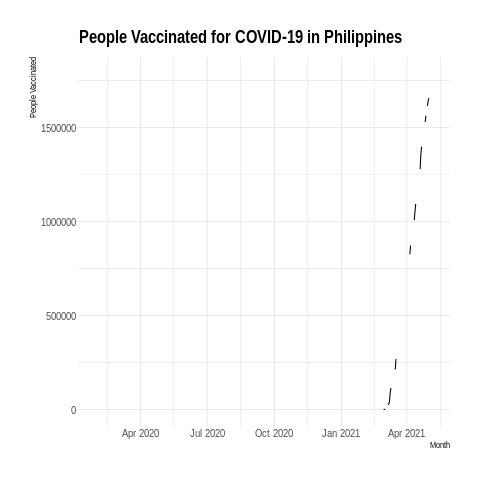 People Vaccinated for COVID-19 in Philippines
People Vaccinated
1500000
1000000
500000
0
Apr 2020 Jul 2020 Oct 2020 Jan 2021 Apr 2021
Month